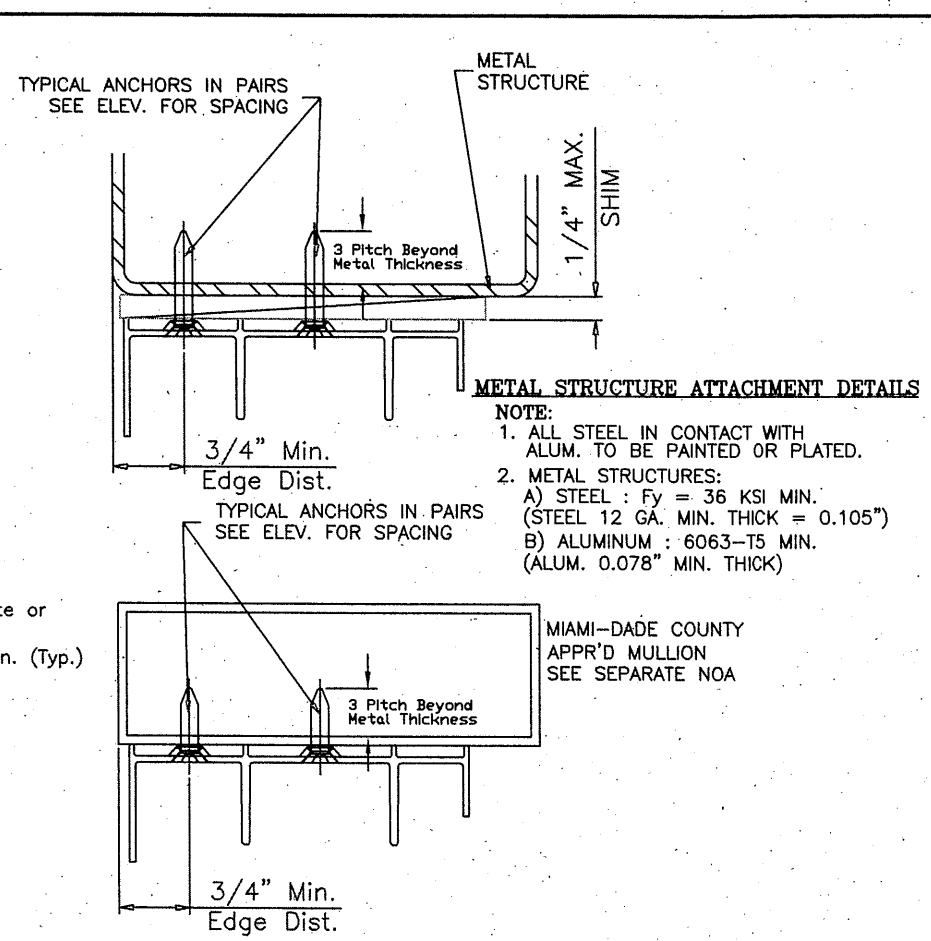 TYPICAL ANCHORS IN PAIRS
SEE ELEV. FOR SPACING
METAL
STRUCTURE
1/4" MAX.
SHIM
3 Pitch Beyond
Metal Thickness
3/4" Min.
Edge Dist.
METAL STRUCTURE ATTACHMENT DETAILS
NOTE:
1. ALL STEEL IN CONTACT WITH
ALUM. TO BE PAINTED OR PLATED.
2. METAL STRUCTURES:
A) STEEL : Fy = 36 KSI MIN.
(STEEL 12 GA. MIN. THICK = 0.105")
B) ALUMINUM : 6063-T5 MIN.
(ALUM. 0.078" MIN. THICK)
TYPICAL ANCHORS IN PAIRS
SEE ELEV. FOR SPACING
or
(Typ.)
MIAMI-DADE COUNTY
APPR'D MULLION
SEE SEPARATE NOA
3 Pitch Beyond
Metal Thickness
3/4" Min.
Edge Dist.